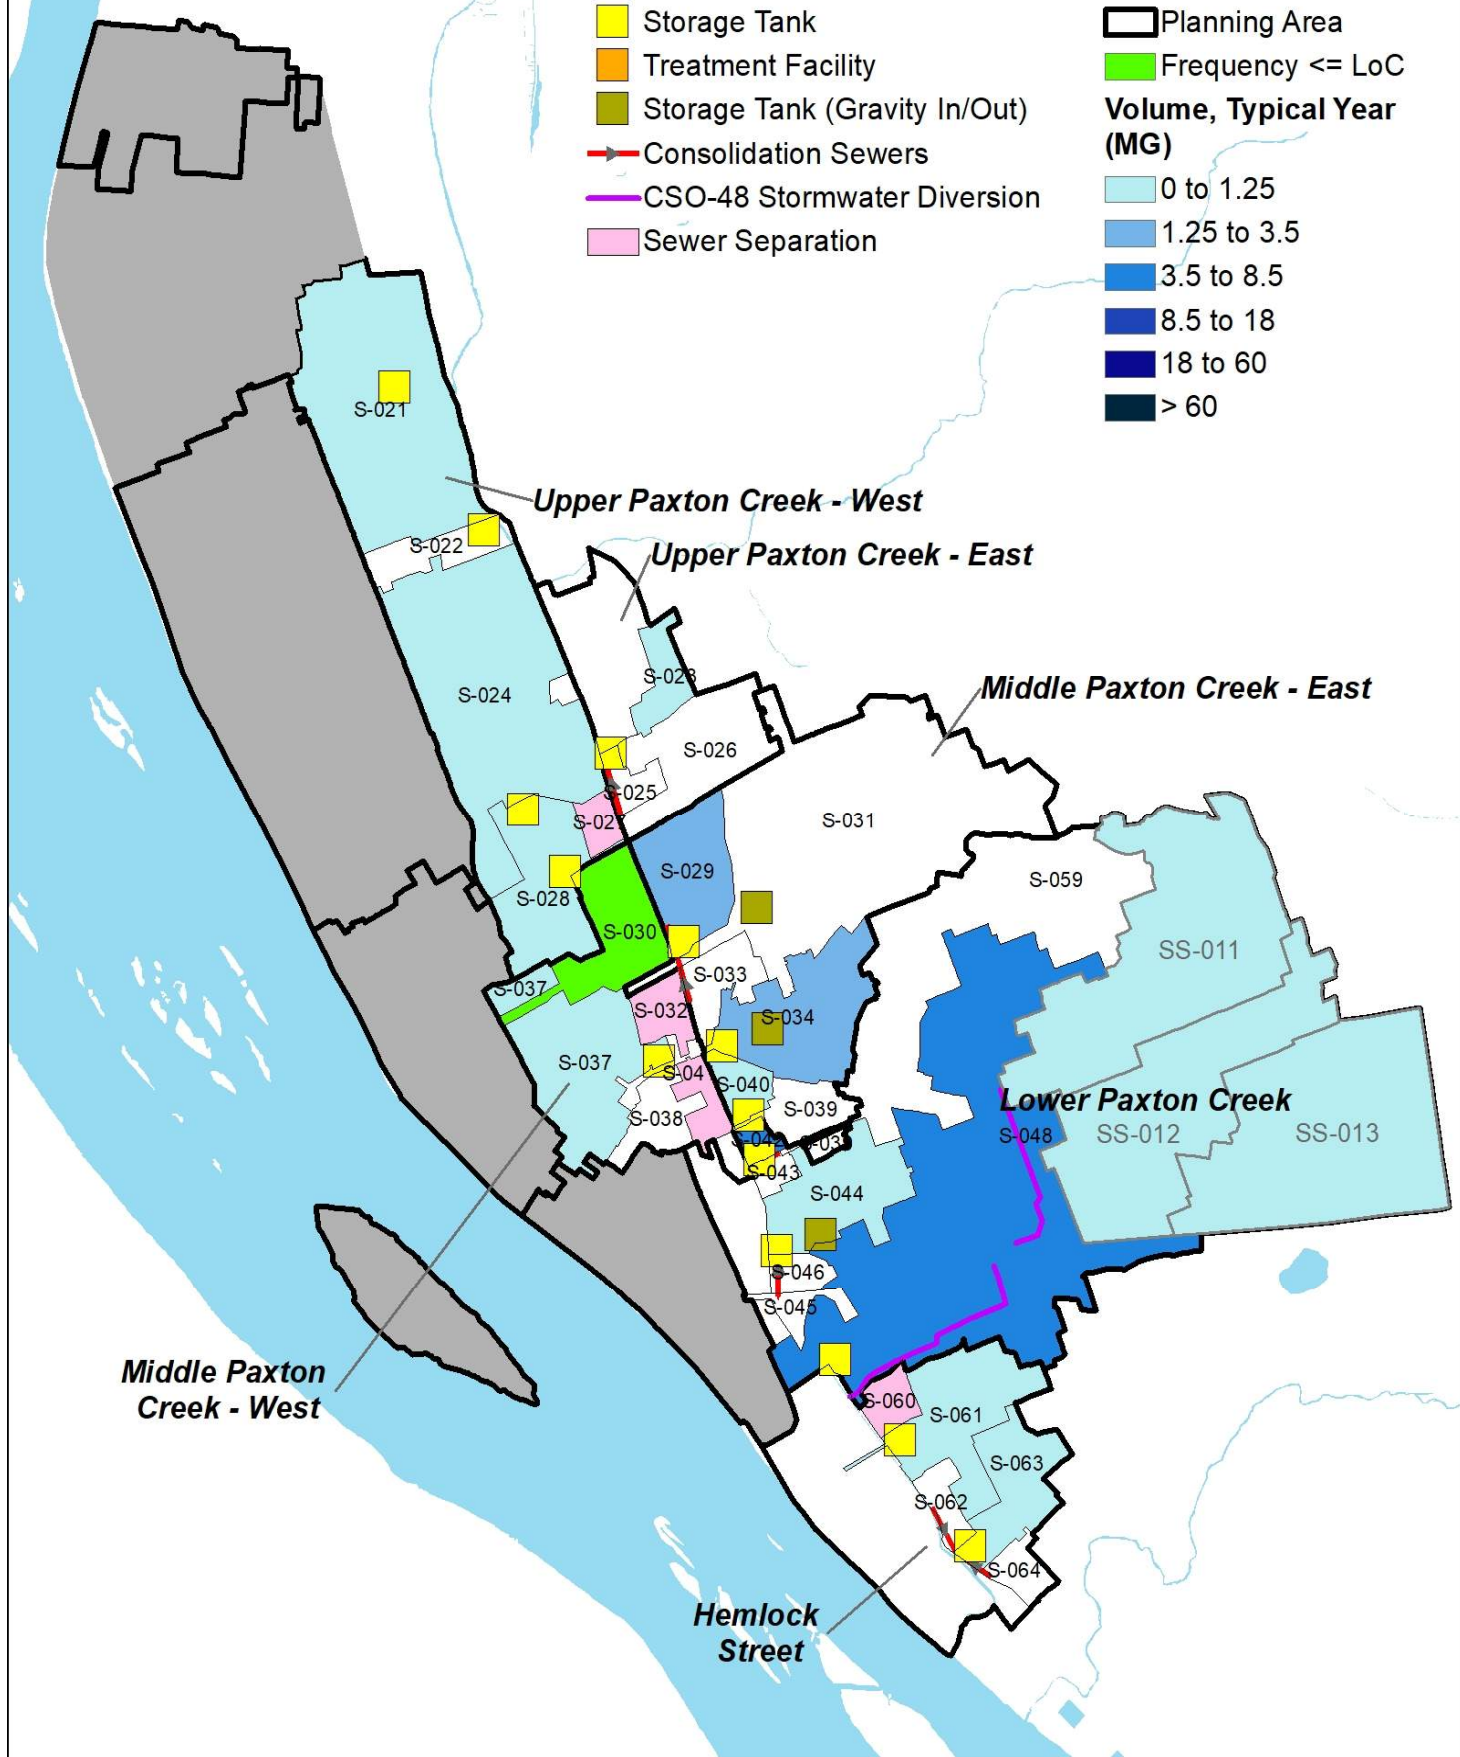 Storage Tank
Treatment Facility
Storage Tank (Gravity In/Out)
Consolidation Sewers
CSO-48 Stormwater Diversion
Sewer Separation
Planning Area
Frequency <= LoC
Volume, Typical Year
(MG)
0 to 1.25
1.25 to 3.5
3.5 to 8.5
8.5 to 18
18 to 60
> 60
S-021
Upper Paxton Creek - West
S-022
Upper Paxton Creek - East
S-023
S-024
Middle Paxton Creek - East
S-026
S-025
S-027
S-031
S-029
S-059
S-028
S-030
SS-011
S-033
S-037
S-032
S-034
S-037
S-04
S-040
Lower Paxton Creek
S-039
S-038
S-048
SS-012
SS-013
S-042
S-03
S-043
S-044
S-046
S-045
Middle Paxton
Creek - West
S-060
S-061
S-063
S-062
S-064
Hemlock
Street